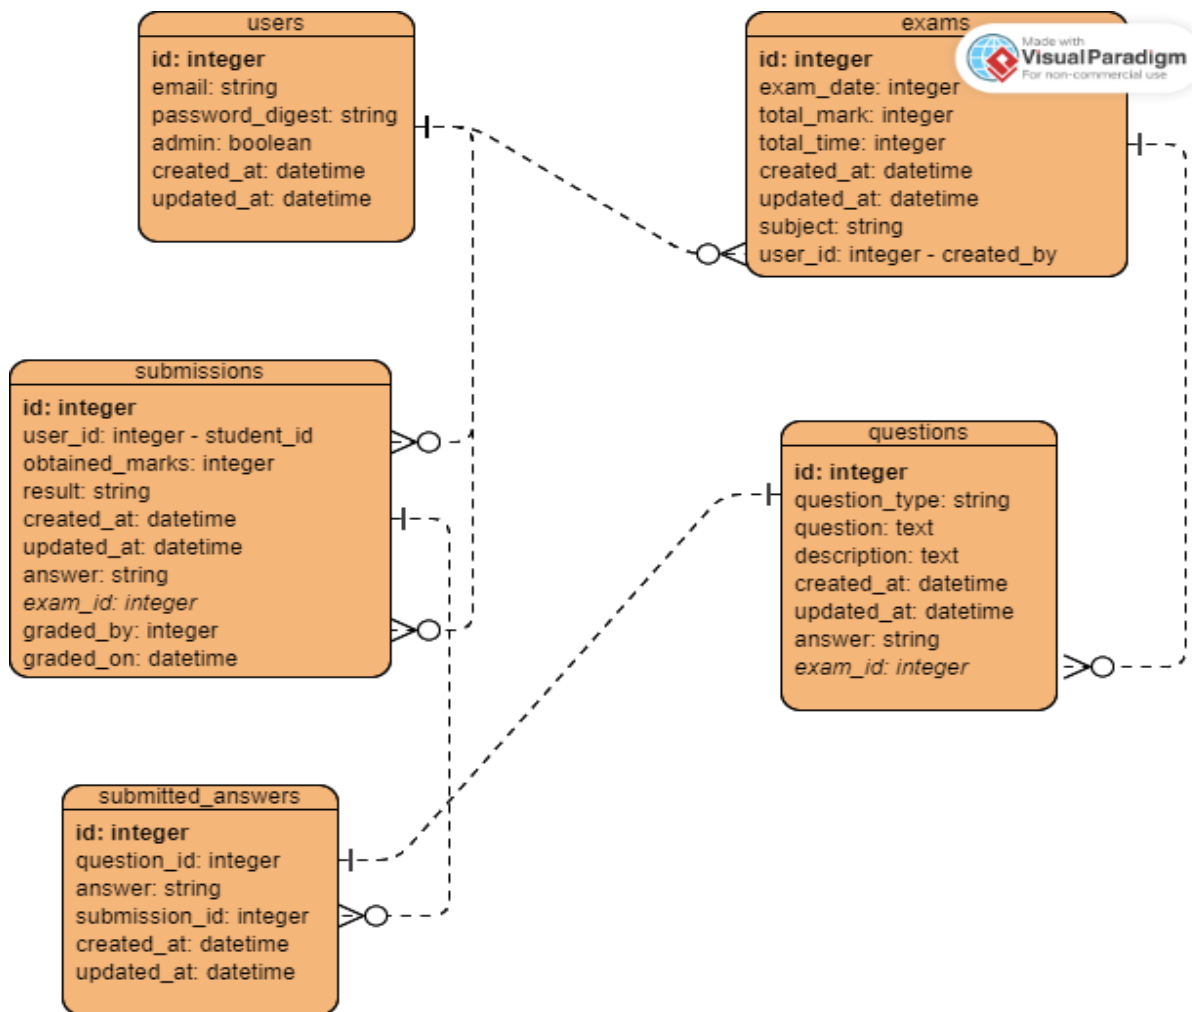 users
id: integer
email: string
password_digest: string
admin: boolean
created_at: datetime
updated_at: datetime
exams
id: integer
exam_date: integer
total_mark: integer
total_time: integer
created_at: datetime
updated_at: datetime
subject: string
user_id: integer - created_by
Made with
Visual Paradigm
For non-commercial use
submissions
id: integer
user_id: integer - student_id
obtained_marks: integer
result: string
created_at: datetime
updated_at: datetime
answer: string
exam_id: integer
graded_by: integer
graded_on: datetime
questions
id: integer
question_type: string
question: text
description: text
created_at: datetime
updated_at: datetime
answer: string
exam_id: integer
submitted_answers
id: integer
question_id: integer
answer: string
submission_id: integer
created_at: datetime
updated_at: datetime